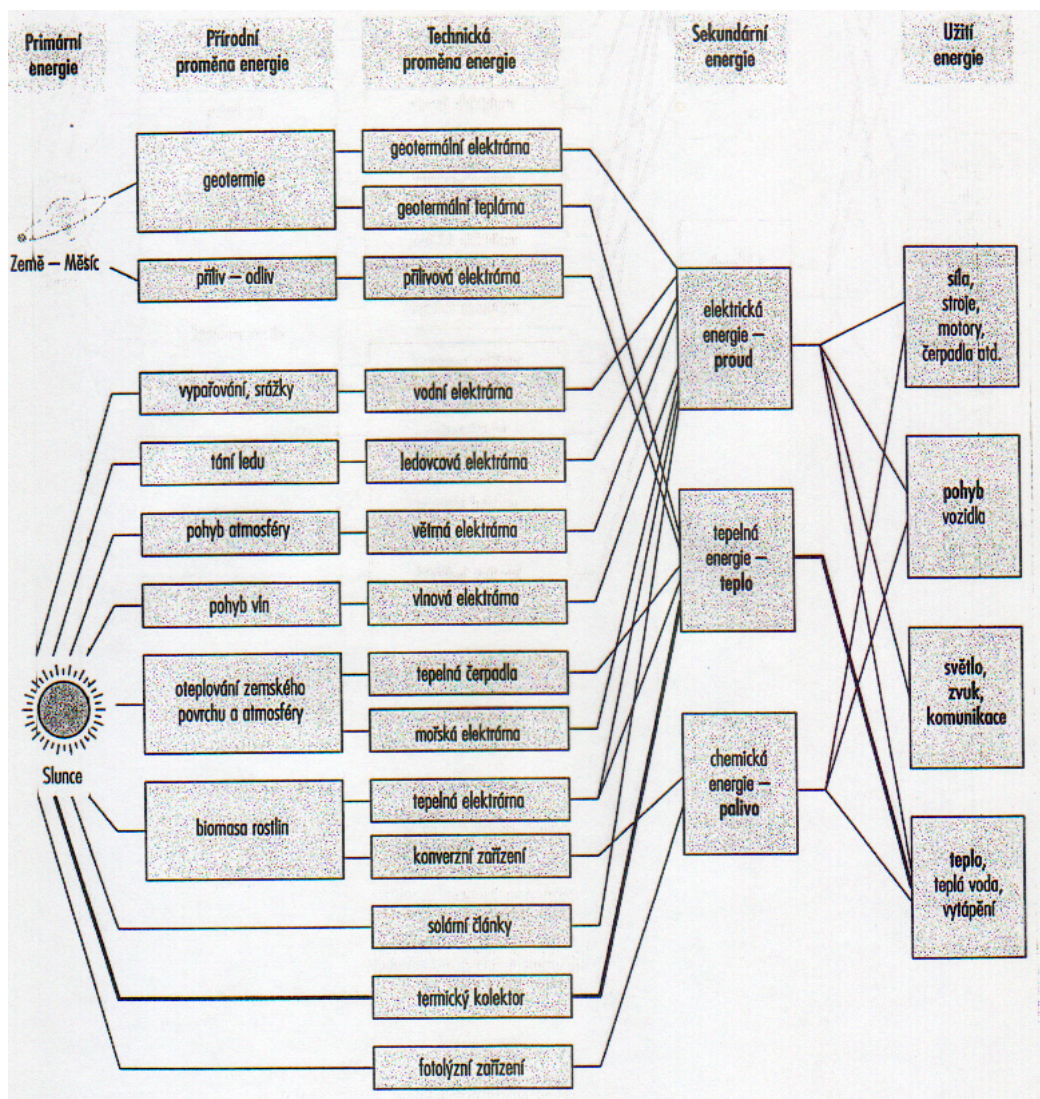 Primární
energie
Přírodní
proměna energie
Technická
proměna energie
Sekundární
energie
Užití
energie
Země – Měsíc
Slunce
geotermie
příliv – odliv
vypařování, srážky
tání ledu
pohyb atmosféry
pohyb vln
oteplování zemského
povrchu a atmosféry
biomasa rostlin
geotermální elektrárna
geotermální teplárna
přílivová elektrárna
vodní elektrárna
ledovcová elektrárna
větrná elektrárna
vlnová elektrárna
tepelná čerpadla
mořská elektrárna
tepelná elektrárna
konverzní zařízení
solární články
termický kolektor
fotolýzní zařízení
elektrická
energie –
proud
tepelná
energie –
teplo
chemická
energie –
palivo
síla,
stroje,
motory,
čerpadla atd.
pohyb
vozidla
světlo,
zvuk,
komunikace
teplo,
teplá voda,
vytápění